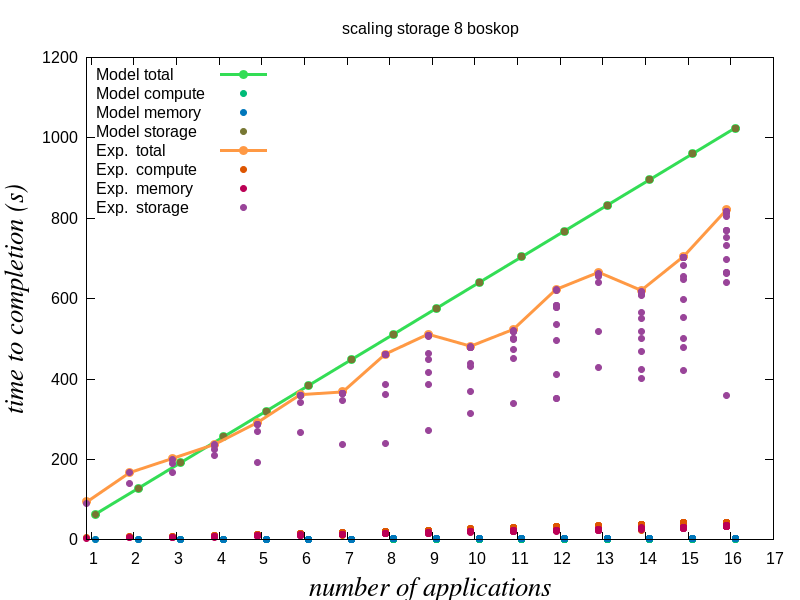 scaling storage 8 boskop
1200
1000
800
600
400
200
0
Model total
Model compute
Model memory
Model storage
Exp. total
Exp. compute
Exp. memory
Exp. storage
time to completion (s)
1 2 3 4 5 6 7 8 9 10 11 12 13 14 15 16 17
number of applications